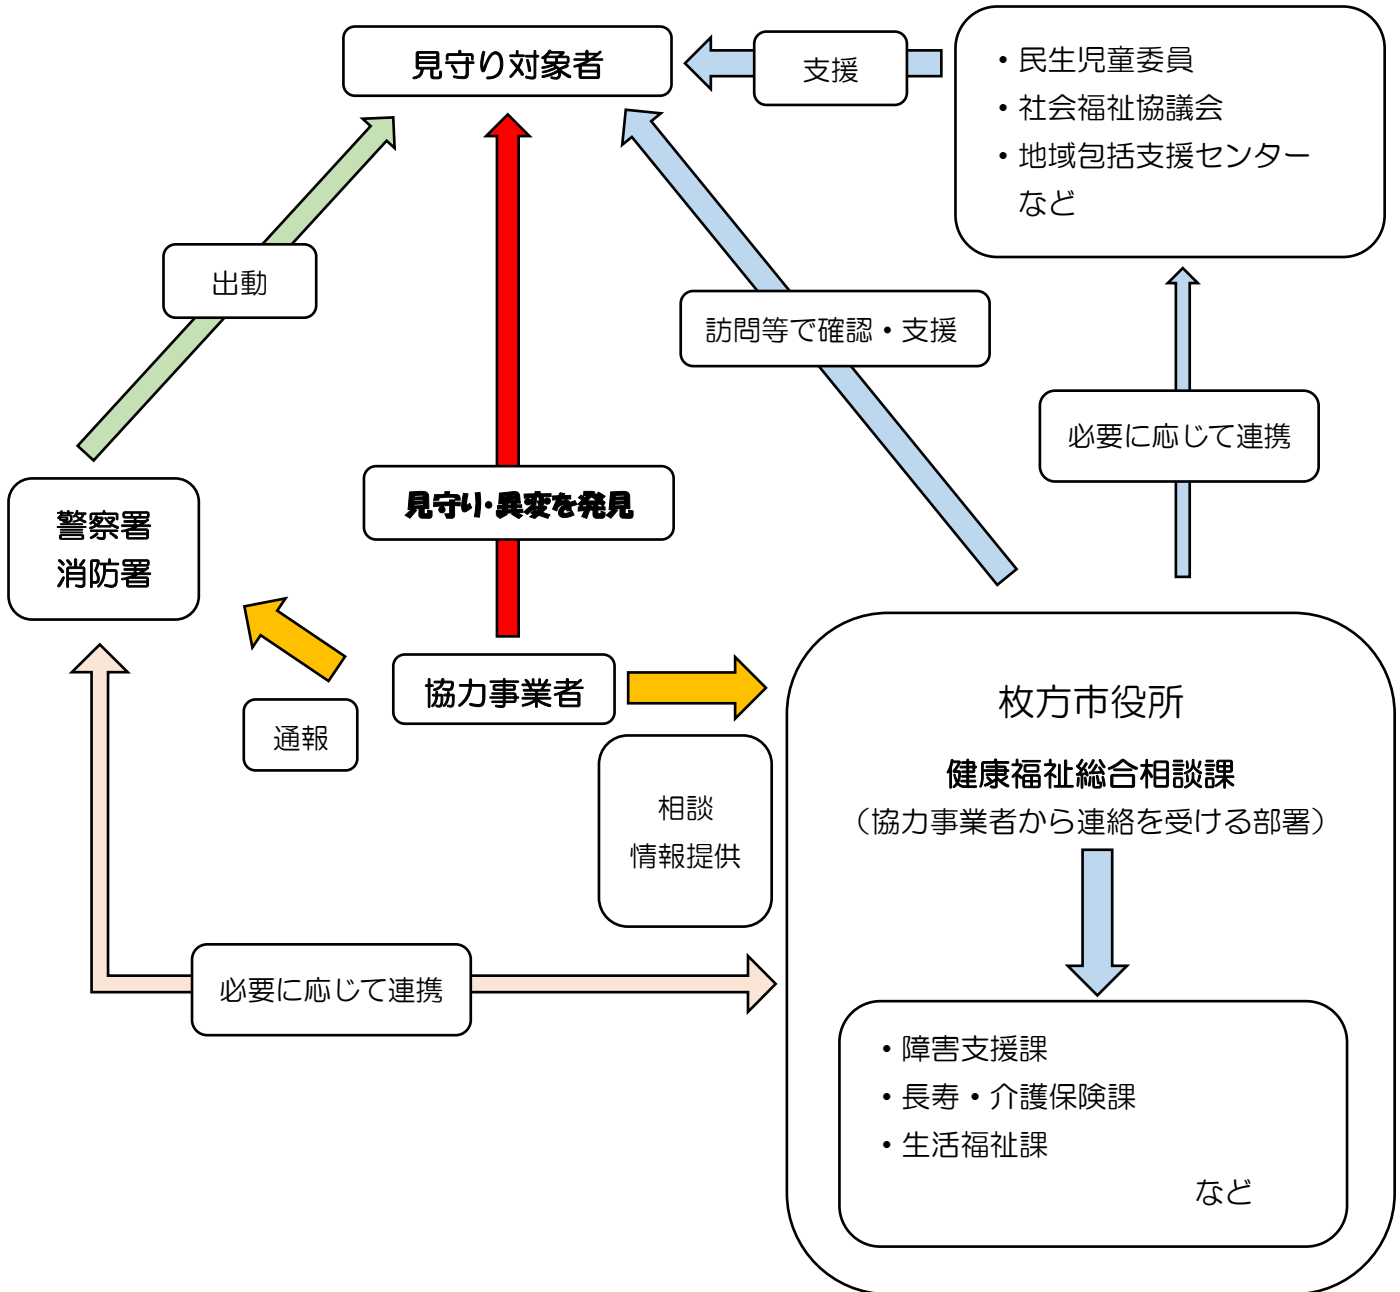 見守り対象者
支援
・民生児童委員
・社会福祉協議会
・地域包括支援センター
など
出動
訪問等で確認・支援
必要に応じて連携
見守り・異変を発見
警察署
消防署
協力事業者
通報
相談
情報提供
枚方市役所
健康福祉総合相談課
（協力事業者から連絡を受ける部署）
必要に応じて連携
・障害支援課
・長寿・介護保険課
・生活福祉課
など